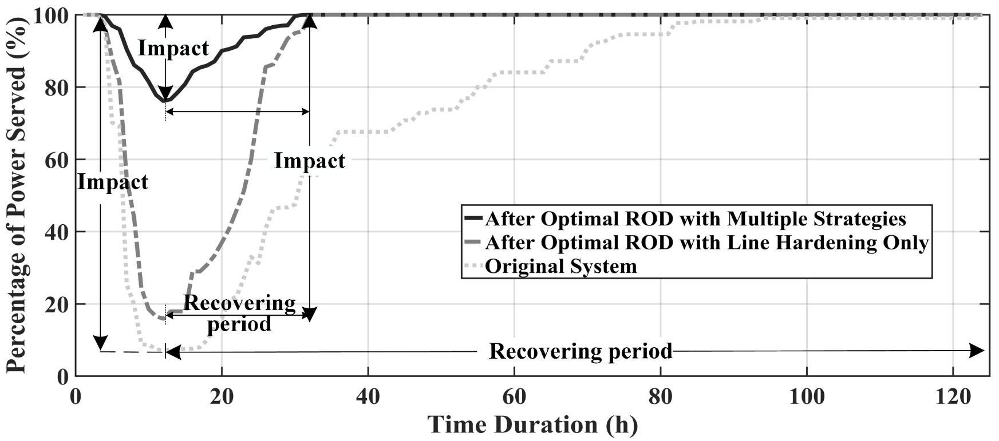 Percentage of Power Served (%)
100
80
60
40
20
0
Impact
Impact
Impact
After Optimal ROD with Multiple Strategies
After Optimal ROD with Line Hardening Only
Original System
Recovering
period
Recovering period
0
20
40
60
80
100
120
Time Duration (h)